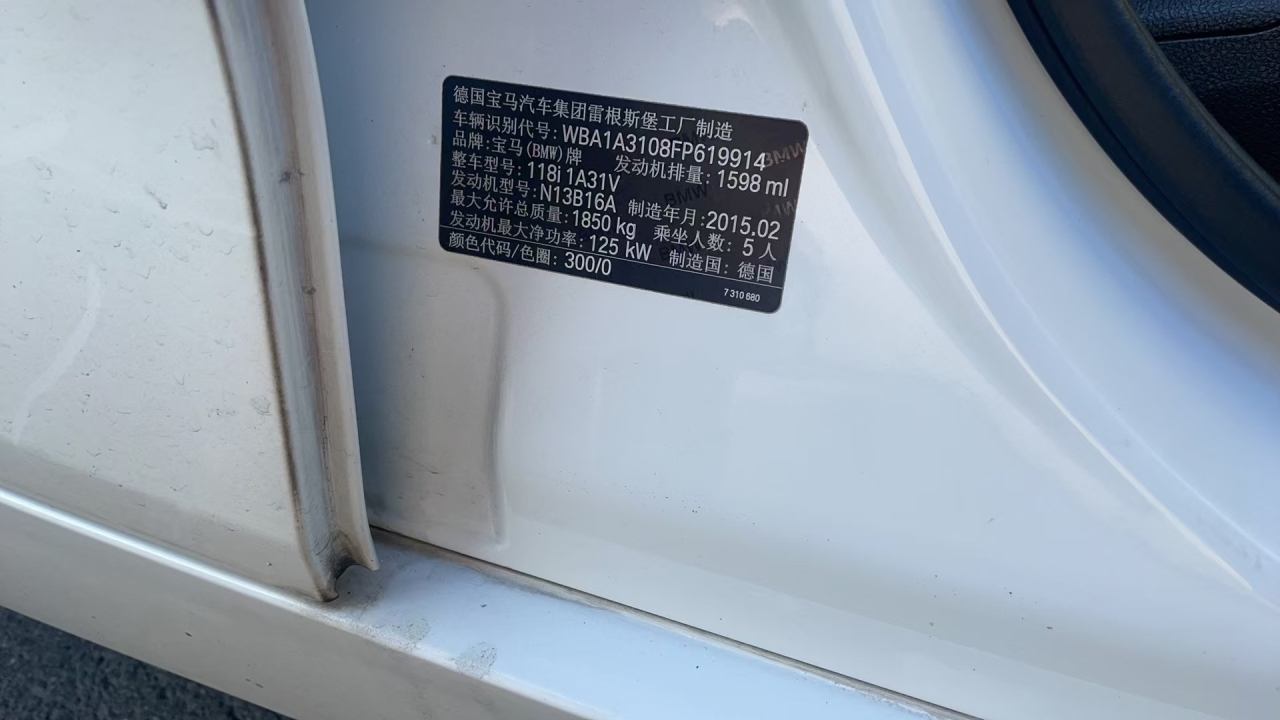 德国宝马汽车集团雷根斯堡工厂制造
车辆识别代号: WBA1A3108FP619914
品牌:宝马(BMW)牌 发动机排量: 1598 ml
整车型号: 118i 1A31V
发动机型号: N13B16A 制造年月:2015.02
最大允许总质量:1850 kg 乘坐人数: 5 人
发动机最大净功率: 125 kW 制造国: 德国
颜色代码/色圈: 300/0
7 310 680
BMW
BMW